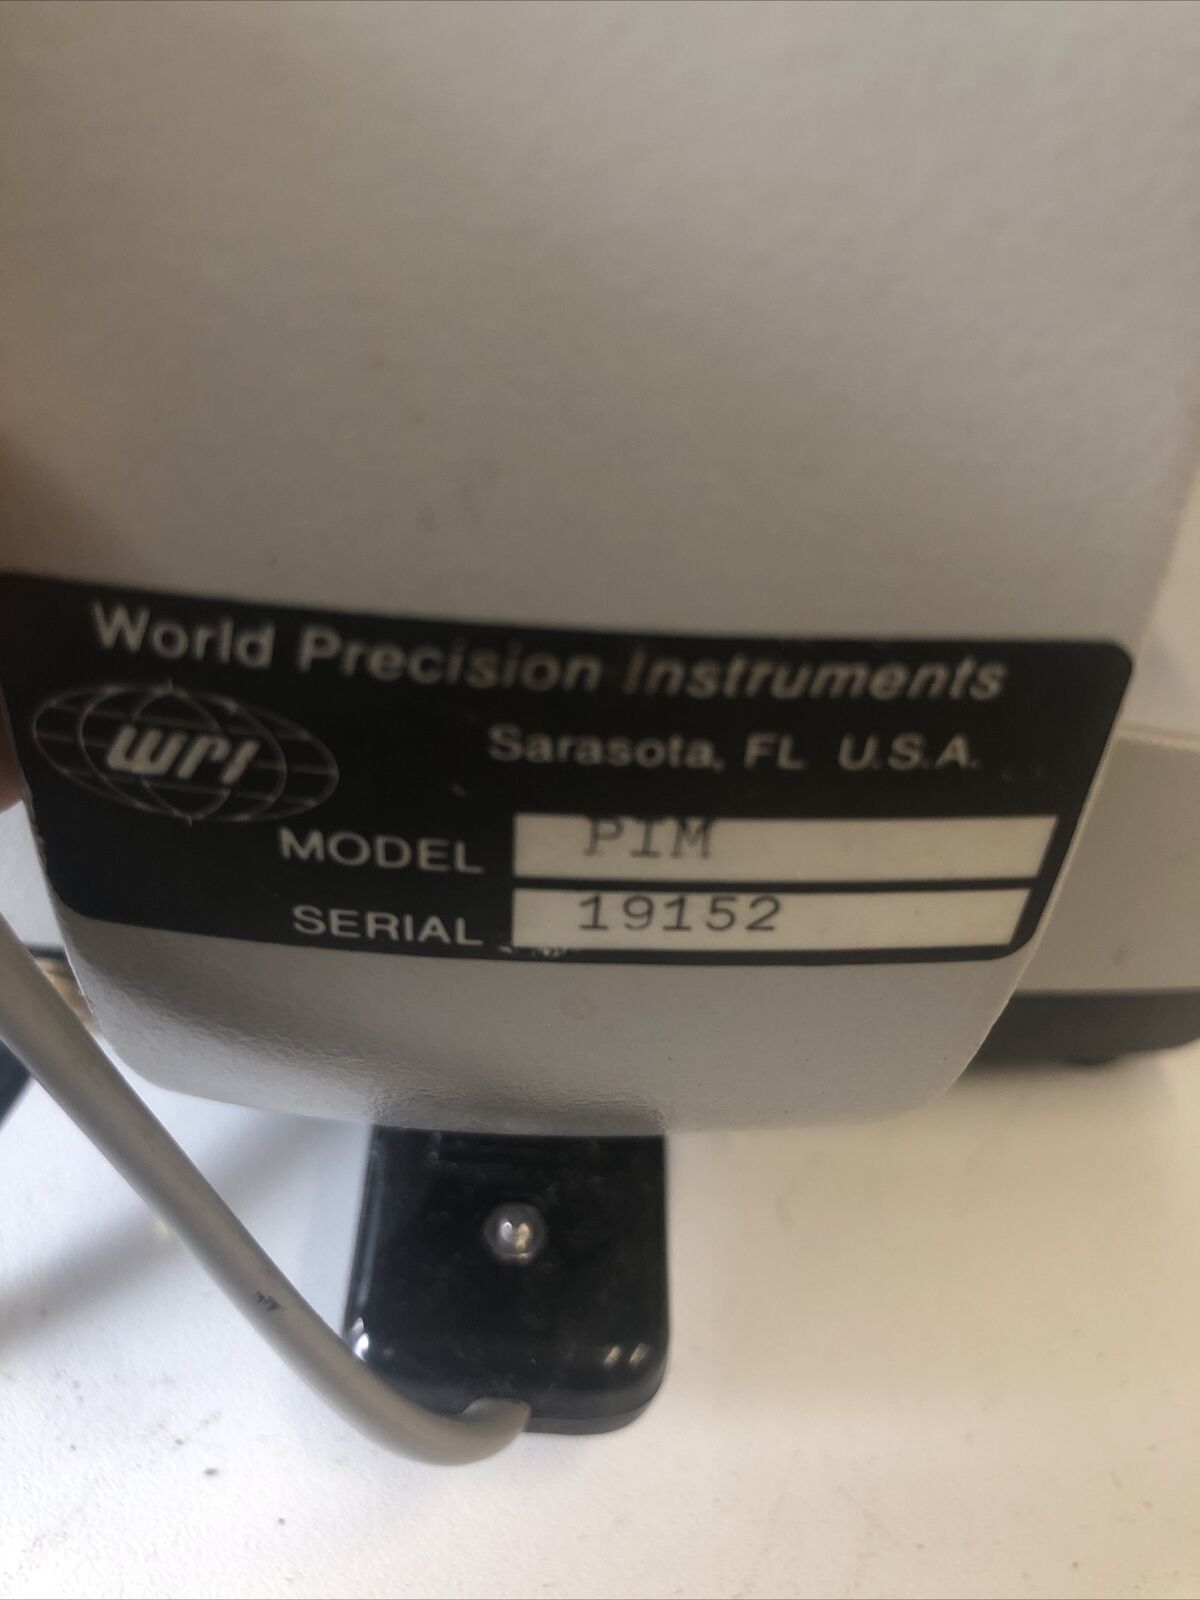 World Precision Instruments
WPI
Sarasota, FL U.S.A.
MODEL PIM
SERIAL 19152